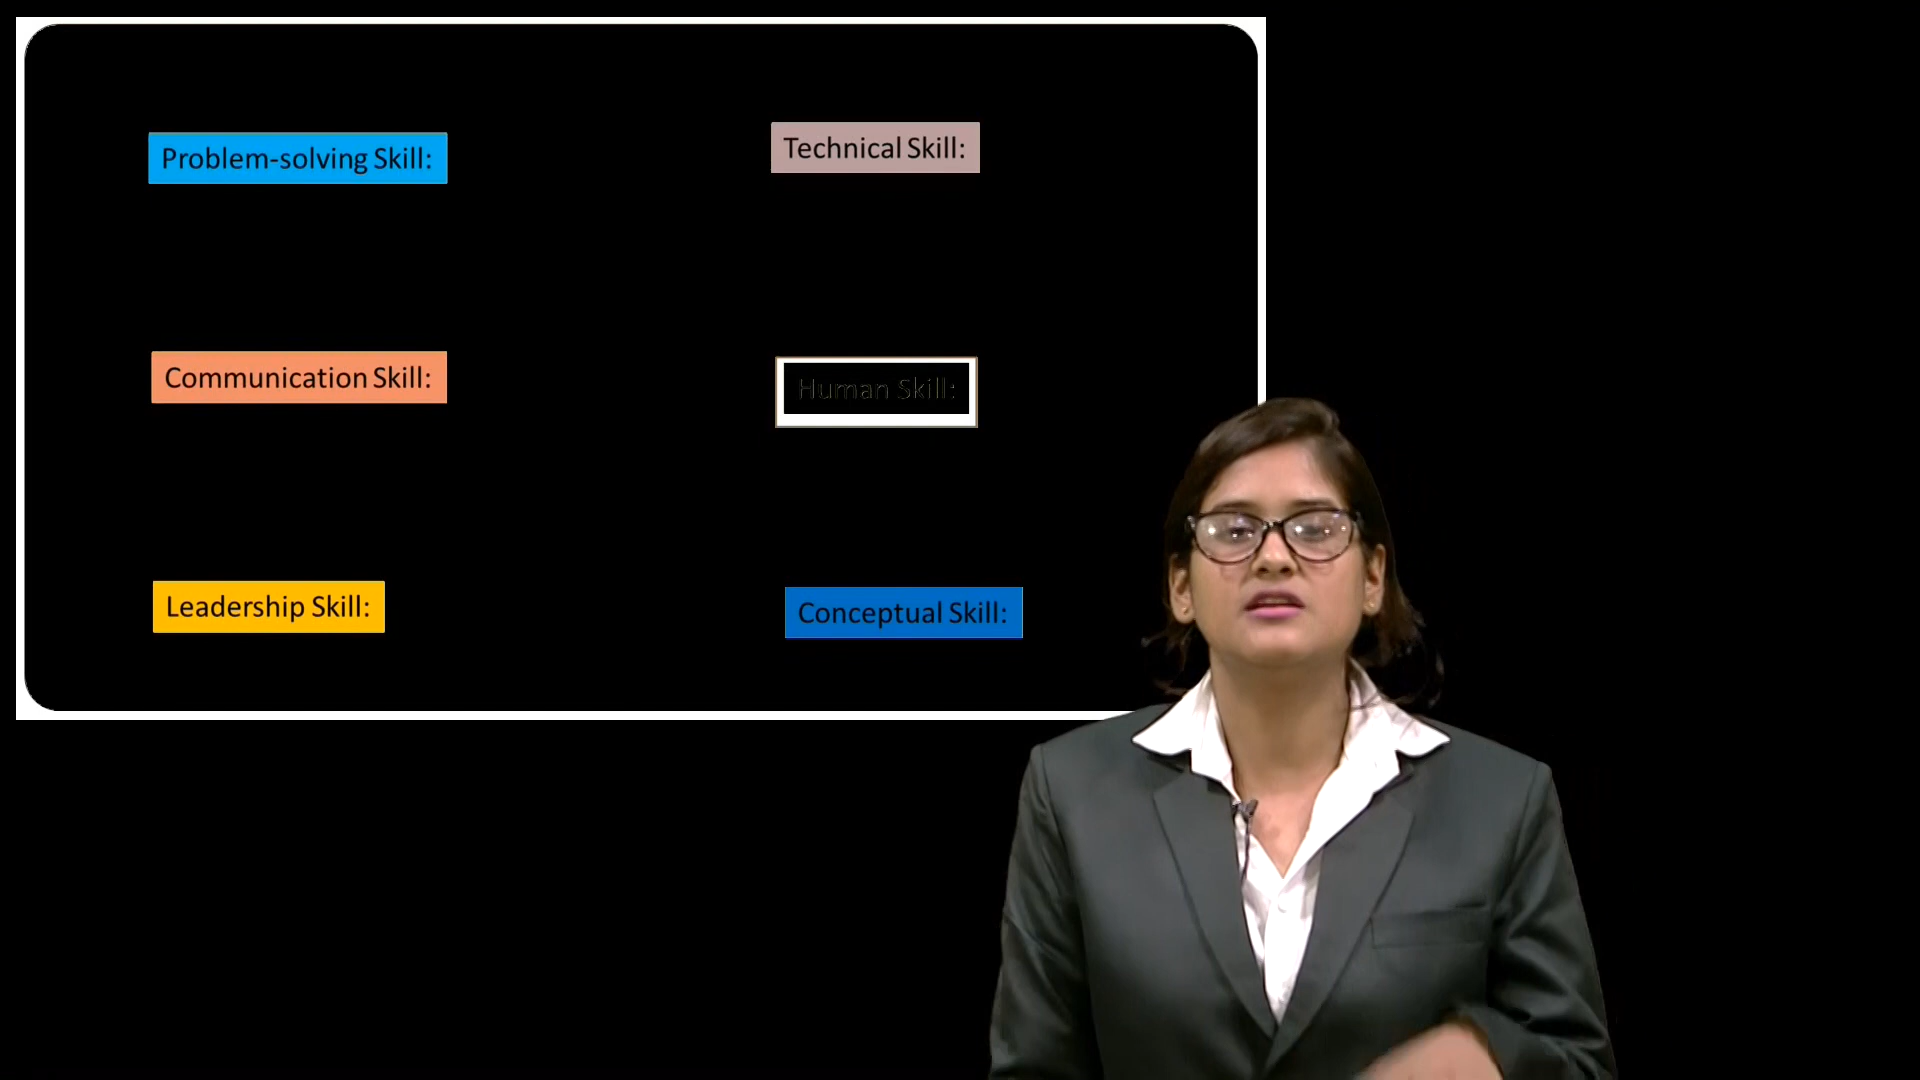 Problem-solving Skill:
Technical Skill:
Communication Skill:
Human Skill:
Leadership Skill:
Conceptual Skill: